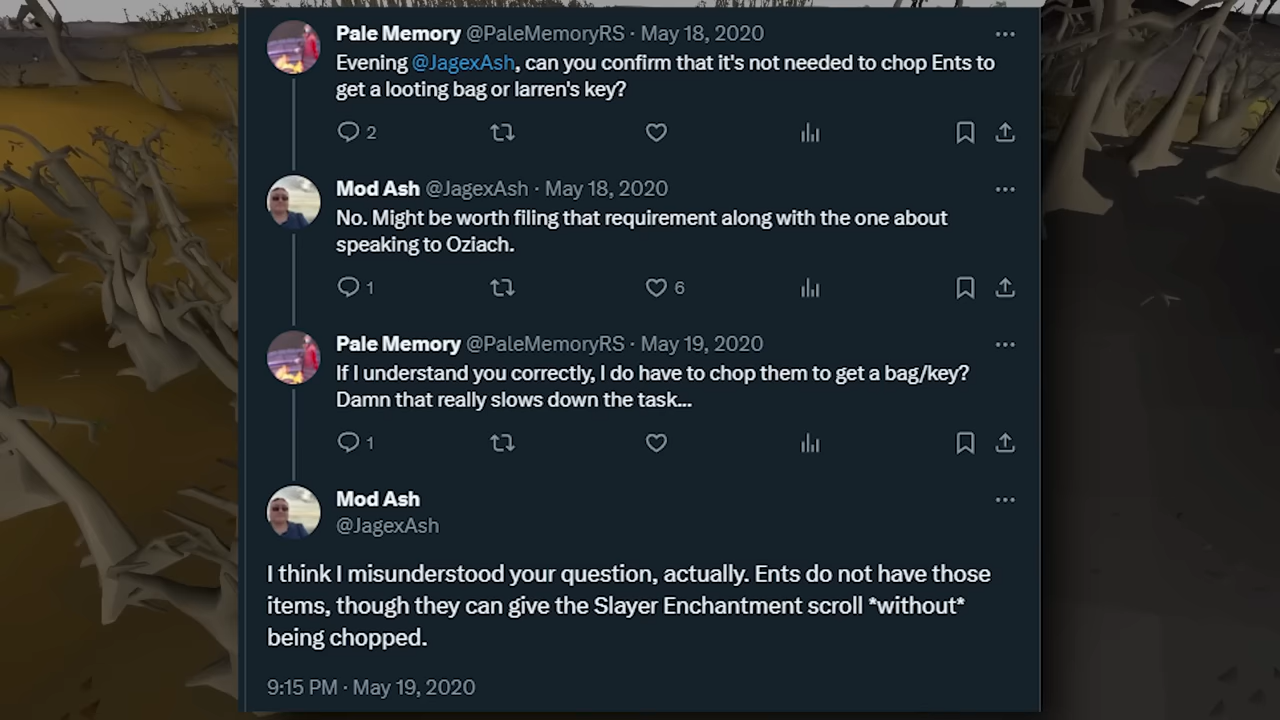 Pale Memory @PaleMemoryRS · May 18, 2020
Evening @JagexAsh, can you confirm that it's not needed to chop Ents to
get a looting bag or larren's key?
2
Mod Ash @JagexAsh · May 18, 2020
No. Might be worth filing that requirement along with the one about
speaking to Oziach.
1 6
Pale Memory @PaleMemoryRS · May 19, 2020
If I understand you correctly, I do have to chop them to get a bag/key?
Damn that really slows down the task...
1
Mod Ash
@JagexAsh
I think I misunderstood your question, actually. Ents do not have those
items, though they can give the Slayer Enchantment scroll *without*
being chopped.
9:15 PM · May 19, 2020